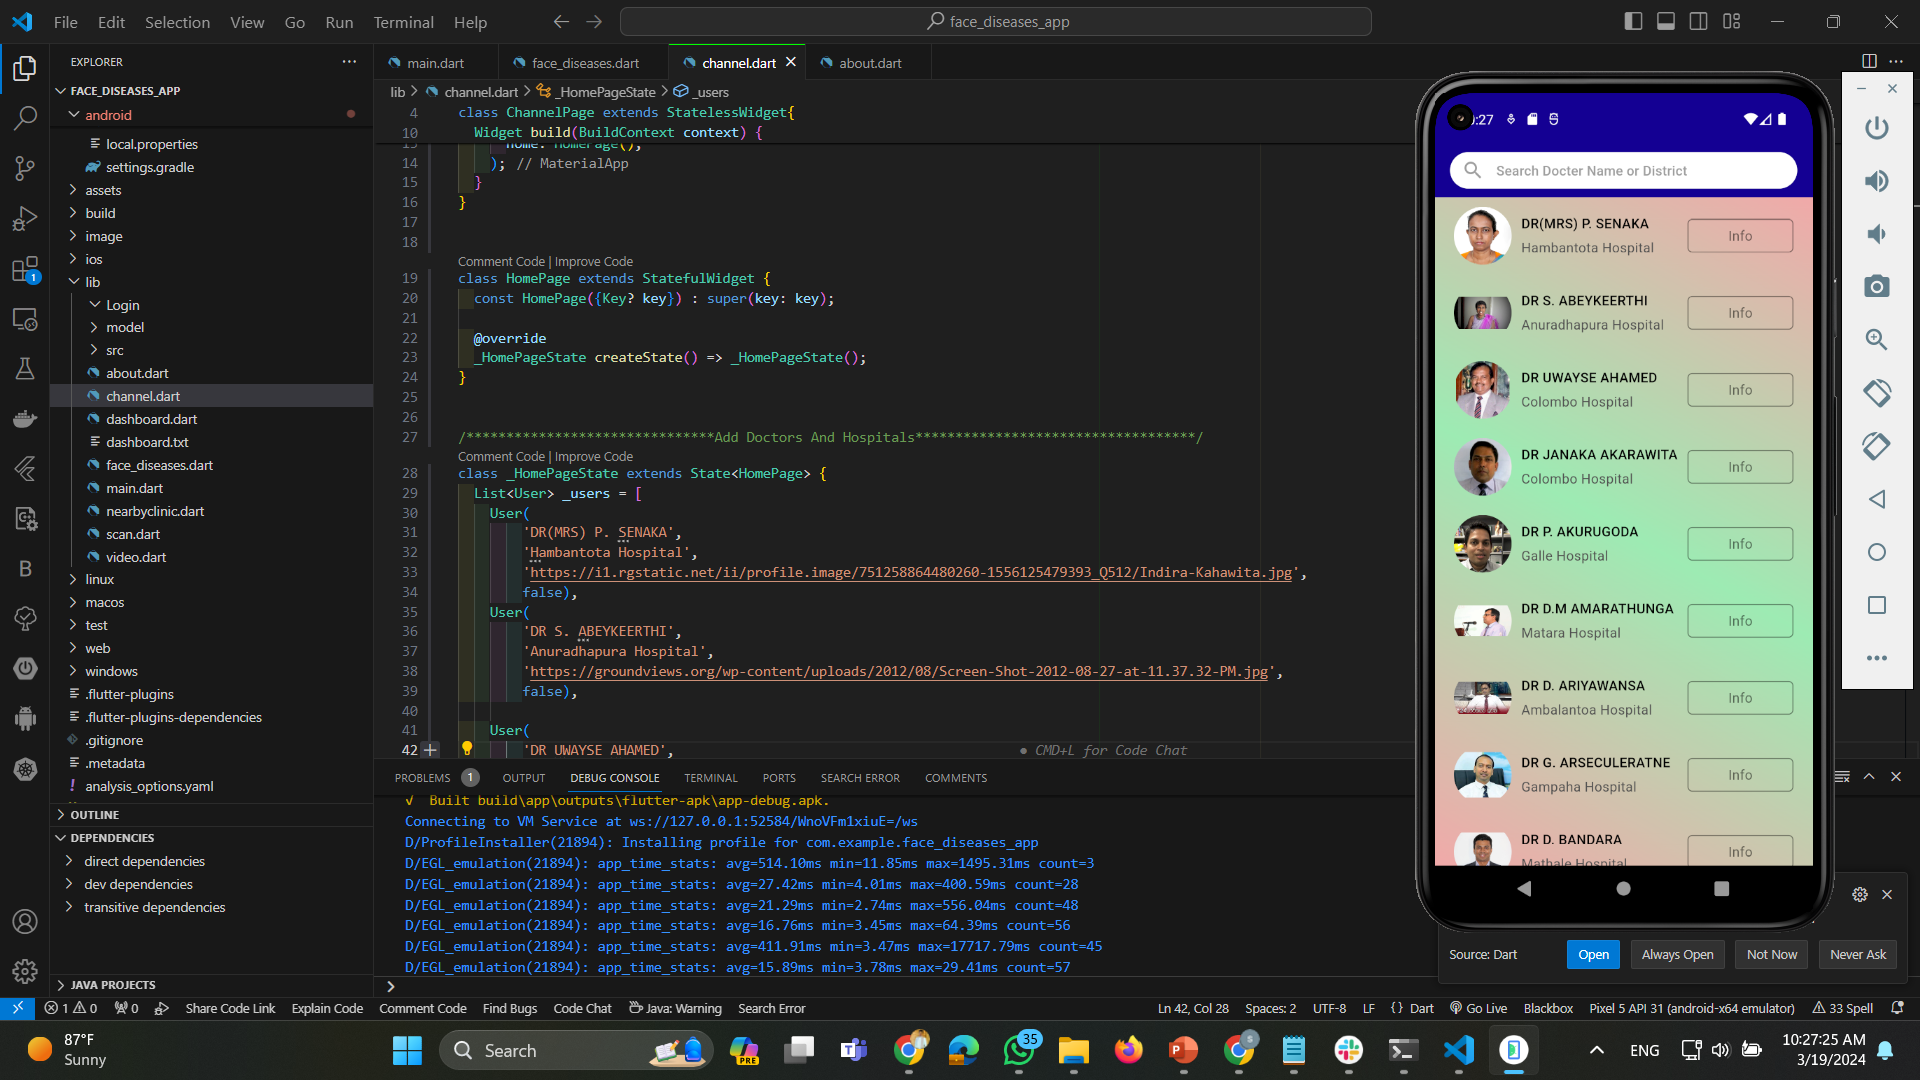 File Edit Selection View Go Run Terminal Help
face_diseases_app
EXPLORER
FACE_DISEASES_APP
android
local.properties
settings.gradle
assets
build
image
ios
lib
Login
model
src
about.dart
channel.dart
dashboard.dart
dashboard.txt
face_diseases.dart
main.dart
nearbyclinic.dart
scan.dart
video.dart
linux
macos
test
web
windows
.flutter-plugins
.flutter-plugins-dependencies
.gitignore
.metadata
analysis_options.yaml
OUTLINE
DEPENDENCIES
direct dependencies
dev dependencies
transitive dependencies
JAVA PROJECTS
1
main.dart face_diseases.dart channel.dart about.dart
lib > channel.dart > _HomePageState > _users
4 class ChannelPage extends StatelessWidget{
10 Widget build(BuildContext context) {
13 home: HomePage(),
14 ); // MaterialApp
15 }
16 }
17
18
Comment Code | Improve Code
19 class HomePage extends StatefulWidget {
20 const HomePage({Key? key}) : super(key: key);
21
22 @override
23 _HomePageState createState() => _HomePageState();
24 }
25
26
27 /*******************************Add Doctors And Hospitals***********************************/
Comment Code | Improve Code
28 class _HomePageState extends State<HomePage> {
29 List<User> _users = [
30 User(
31 'DR(MRS) P. SENAKA',
32 'Hambantota Hospital',
33 'https://i1.rgstatic.net/ii/profile.image/751258864480260-1556125479393_Q512/Indira-Kahawita.jpg',
34 false),
35 User(
36 'DR S. ABEYKEERTHI',
37 'Anuradhapura Hospital',
38 'https://groundviews.org/wp-content/uploads/2012/08/Screen-Shot-2012-08-27-at-11.37.32-PM.jpg',
39 false),
40
41 User(
42 'DR UWAYSE AHAMED', CMD+L for Code Chat
PROBLEMS 1 OUTPUT DEBUG CONSOLE TERMINAL PORTS SEARCH ERROR COMMENTS
√ Built build\app\outputs\flutter-apk\app-debug.apk.
Connecting to VM Service at ws://127.0.0.1:52584/WnoVFm1xiuE=/ws
D/ProfileInstaller(21894): Installing profile for com.example.face_diseases_app
D/EGL_emulation(21894): app_time_stats: avg=514.10ms min=11.85ms max=1495.31ms count=3
D/EGL_emulation(21894): app_time_stats: avg=27.42ms min=4.01ms max=400.59ms count=28
D/EGL_emulation(21894): app_time_stats: avg=21.29ms min=2.74ms max=556.04ms count=48
D/EGL_emulation(21894): app_time_stats: avg=16.76ms min=3.45ms max=64.39ms count=56
D/EGL_emulation(21894): app_time_stats: avg=411.91ms min=3.47ms max=17717.79ms count=45
D/EGL_emulation(21894): app_time_stats: avg=15.89ms min=3.78ms max=29.41ms count=57
:27
Search Docter Name or District
DR(MRS) P. SENAKA
Hambantota Hospital
Info
DR S. ABEYKEERTHI
Anuradhapura Hospital
Info
DR UWAYSE AHAMED
Colombo Hospital
Info
DR JANAKA AKARAWITA
Colombo Hospital
Info
DR P. AKURUGODA
Galle Hospital
Info
DR D.M AMARATHUNGA
Matara Hospital
Info
DR D. ARIYAWANSA
Ambalantoa Hospital
Info
DR G. ARSECULERATNE
Gampaha Hospital
Info
DR D. BANDARA
Mathale Hospital
Info
Source: Dart Open Always Open Not Now Never Ask
1 0 0 Share Code Link Explain Code Comment Code Find Bugs Code Chat Java: Warning Search Error Ln 42, Col 28 Spaces: 2 UTF-8 LF {} Dart Go Live Blackbox Pixel 5 API 31 (android-x64 emulator) 33 Spell
87°F
Sunny
Search
PRE
35
ENG
10:27:25 AM
3/19/2024